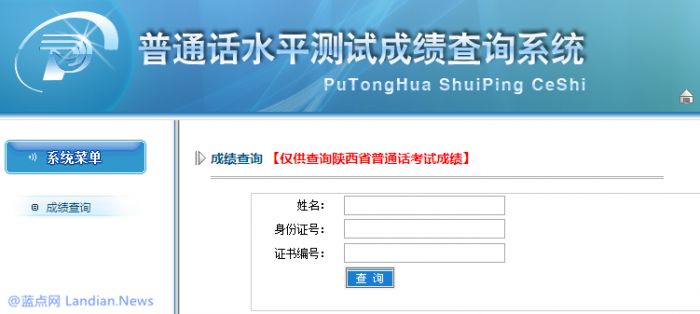 普通话水平测试成绩查询系统
PuTongHua ShuiPing CeShi
系统菜单
成绩查询
成绩查询 【仅供查询陕西省普通话考试成绩】
姓名：
身份证号：
证书编号：
查 询
@蓝点网 Landian.News